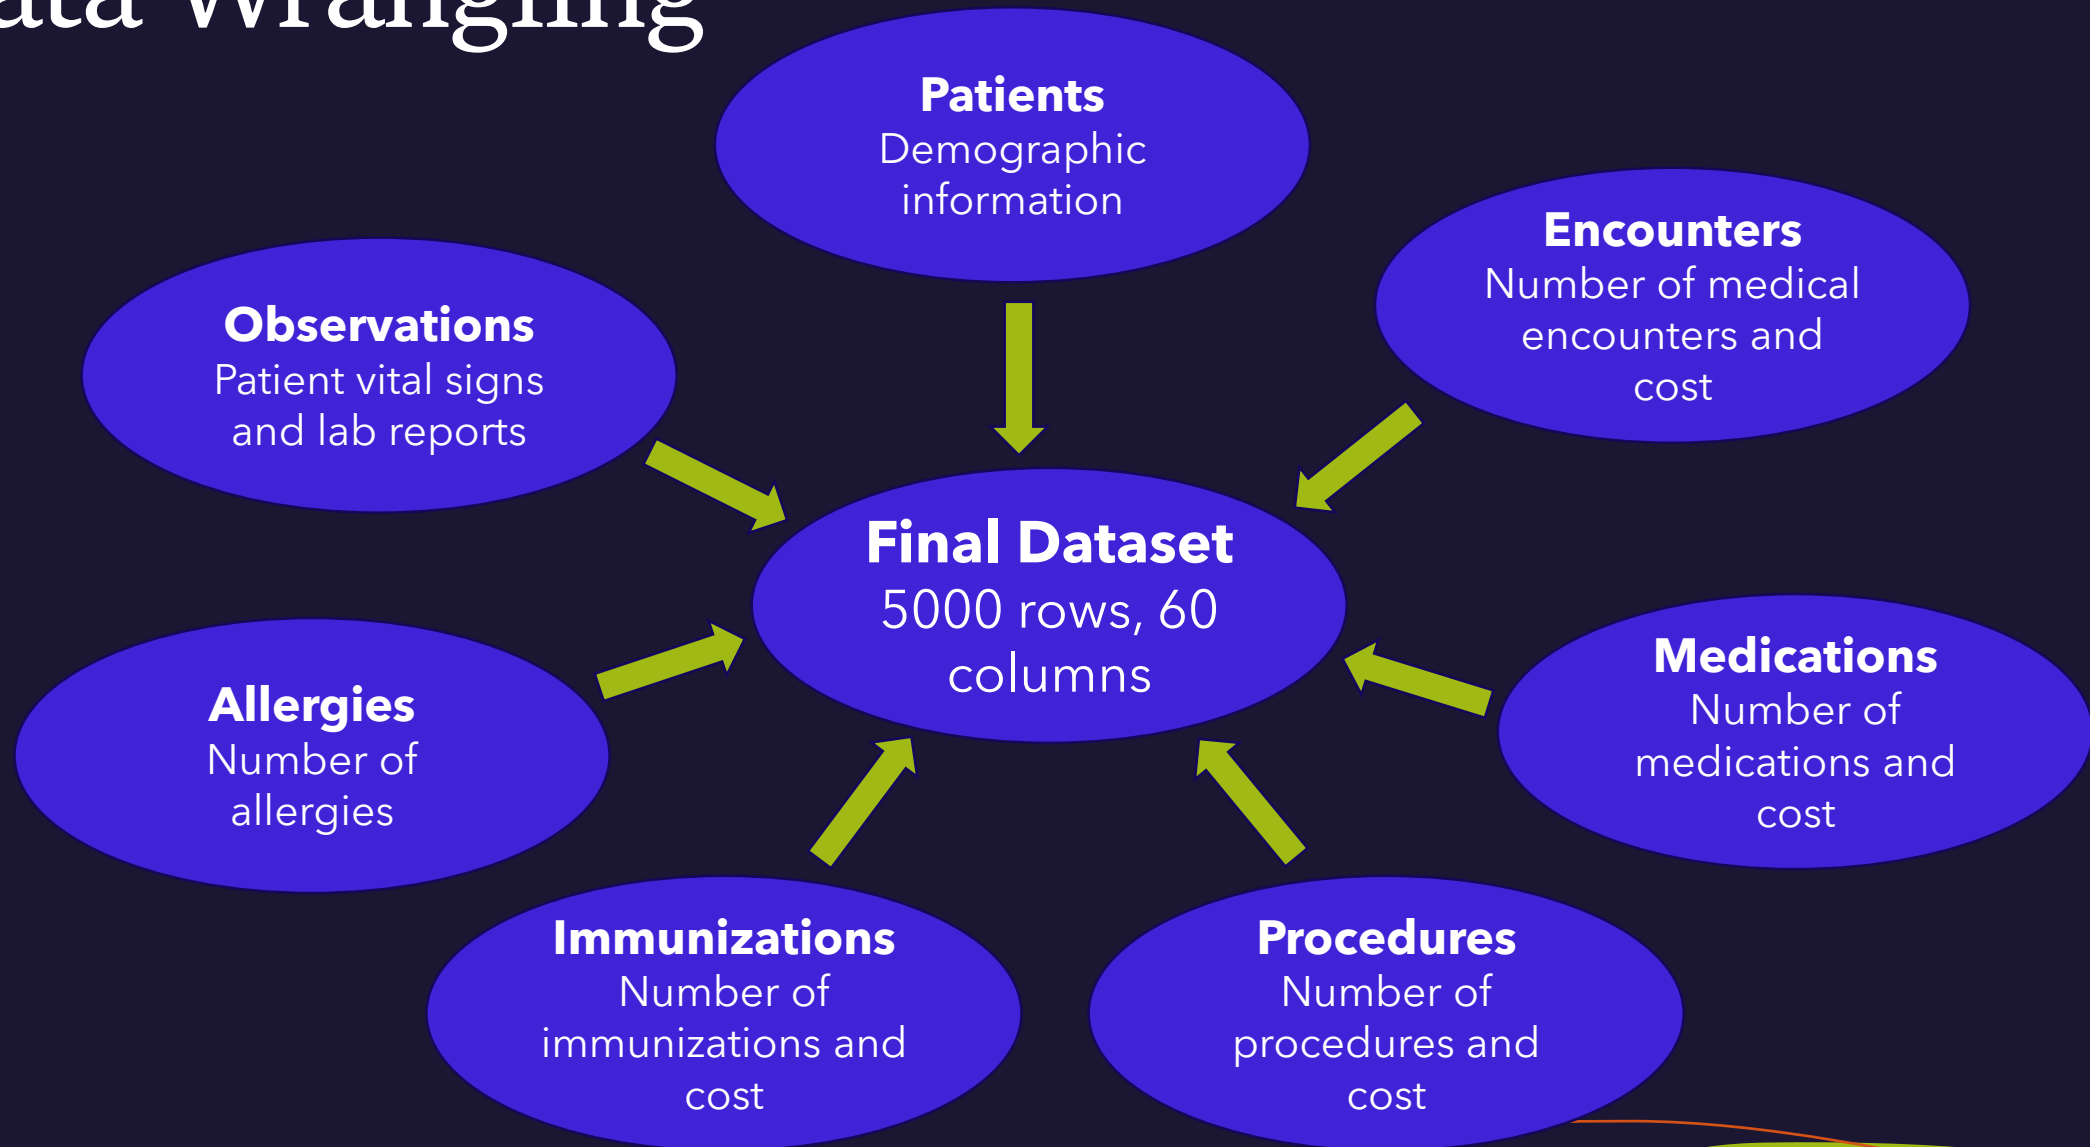 ata Wrangling
Patients
Demographic
information
Encounters
Number of medical
encounters and
cost
Observations
Patient vital signs
and lab reports
Final Dataset
5000 rows, 60
columns
Medications
Number of
medications and
cost
Allergies
Number of
allergies
Immunizations
Number of
immunizations and
cost
Procedures
Number of
procedures and
cost